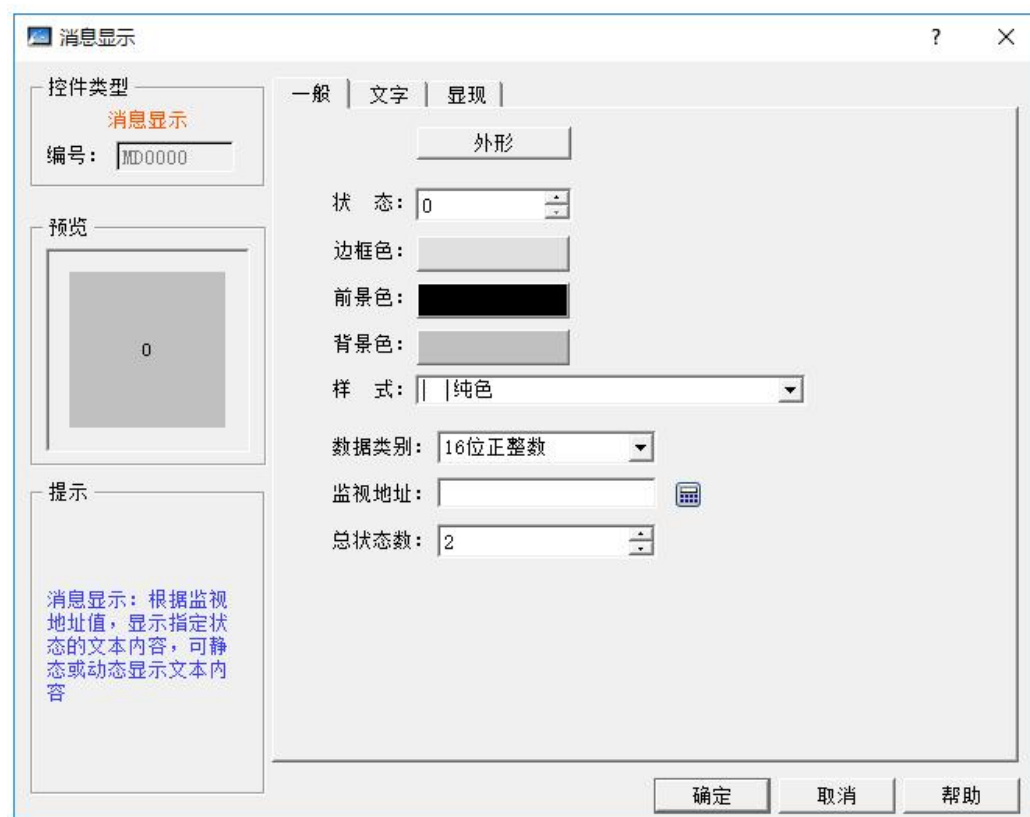 消息显示
?
控件类型
消息显示
编号： MD0000
预览
0
提示
消息显示：根据监视
地址值，显示指定状
态的文本内容，可静
态或动态显示文本内
容
一般
文字
显现
外形
状 态： 0
边框色：
前景色：
背景色：
样 式： | |纯色
数据类别： 16位正整数
监视地址：
总状态数： 2
确定
取消
帮助